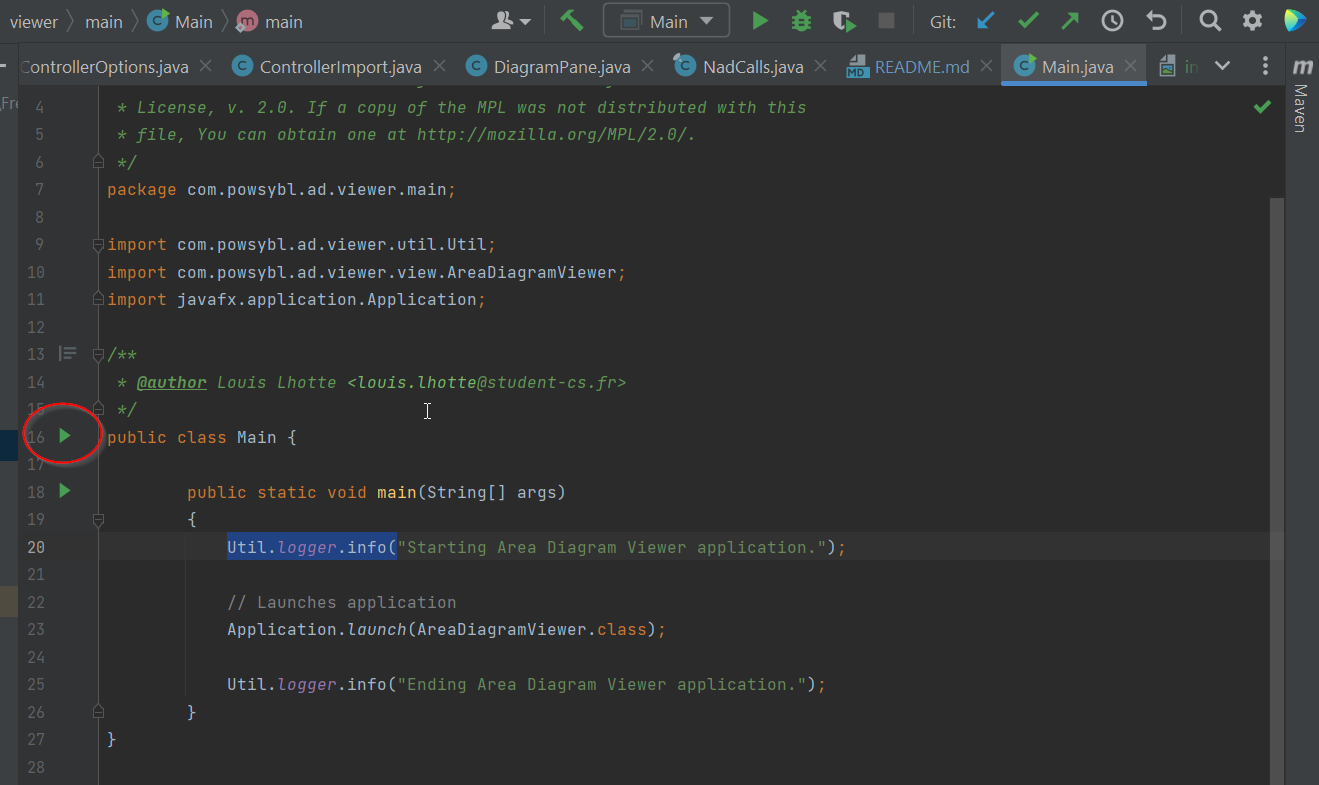 viewer main Main main Main Git:
ControllerOptions.java ControllerImport.java DiagramPane.java NadCalls.java README.md Main.java in
Maven
4 * License, v. 2.0. If a copy of the MPL was not distributed with this
5 * file, You can obtain one at http://mozilla.org/MPL/2.0/.
6 */
7 package com.powsybl.ad.viewer.main;
8
9 import com.powsybl.ad.viewer.util.Util;
10 import com.powsybl.ad.viewer.view.AreaDiagramViewer;
11 import javafx.application.Application;
12
13 /**
14 * @author Louis Lhotte <louis.lhotte@student-cs.fr>
15 */
16 public class Main {
17
18 public static void main(String[] args)
19 {
20 Util.logger.info("Starting Area Diagram Viewer application.");
21
22 // Launches application
23 Application.launch(AreaDiagramViewer.class);
24
25 Util.logger.info("Ending Area Diagram Viewer application.");
26 }
27 }
28